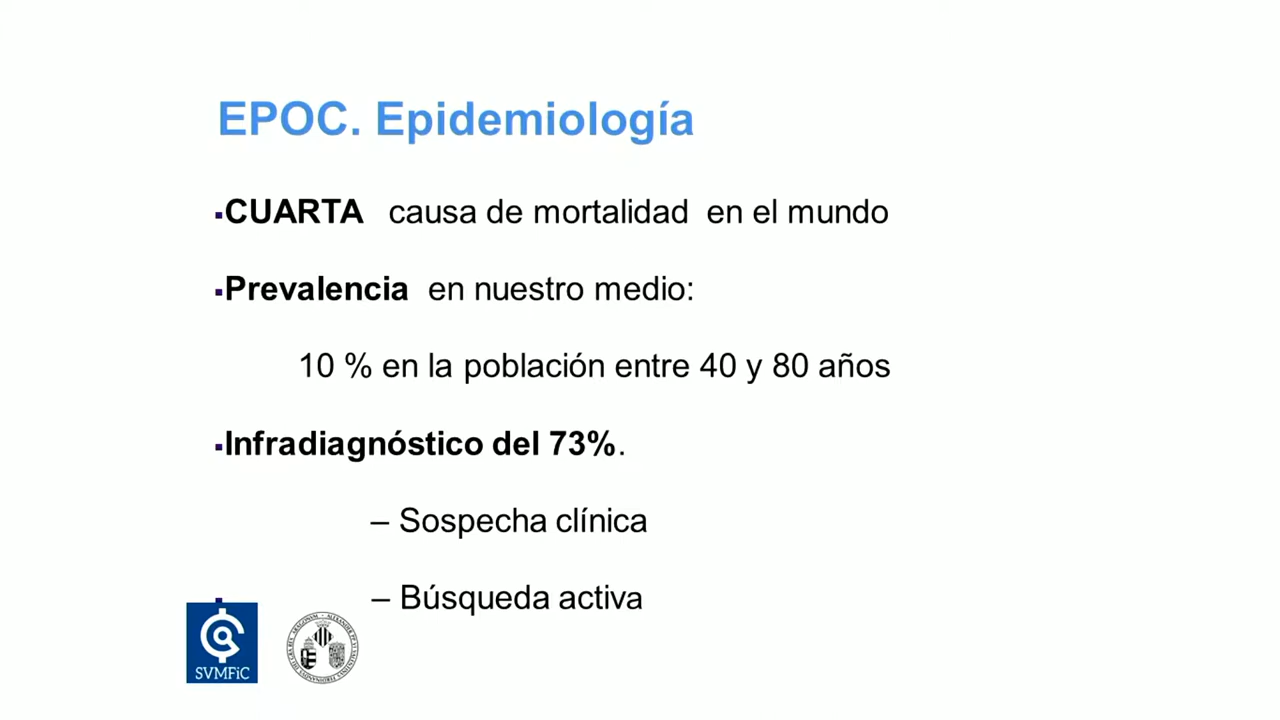 EPOC. Epidemiología
▪CUARTA causa de mortalidad en el mundo
▪Prevalencia en nuestro medio:
10 % en la población entre 40 y 80 años
▪Infradiagnóstico del 73%.
– Sospecha clínica
– Búsqueda activa
SVMFiC